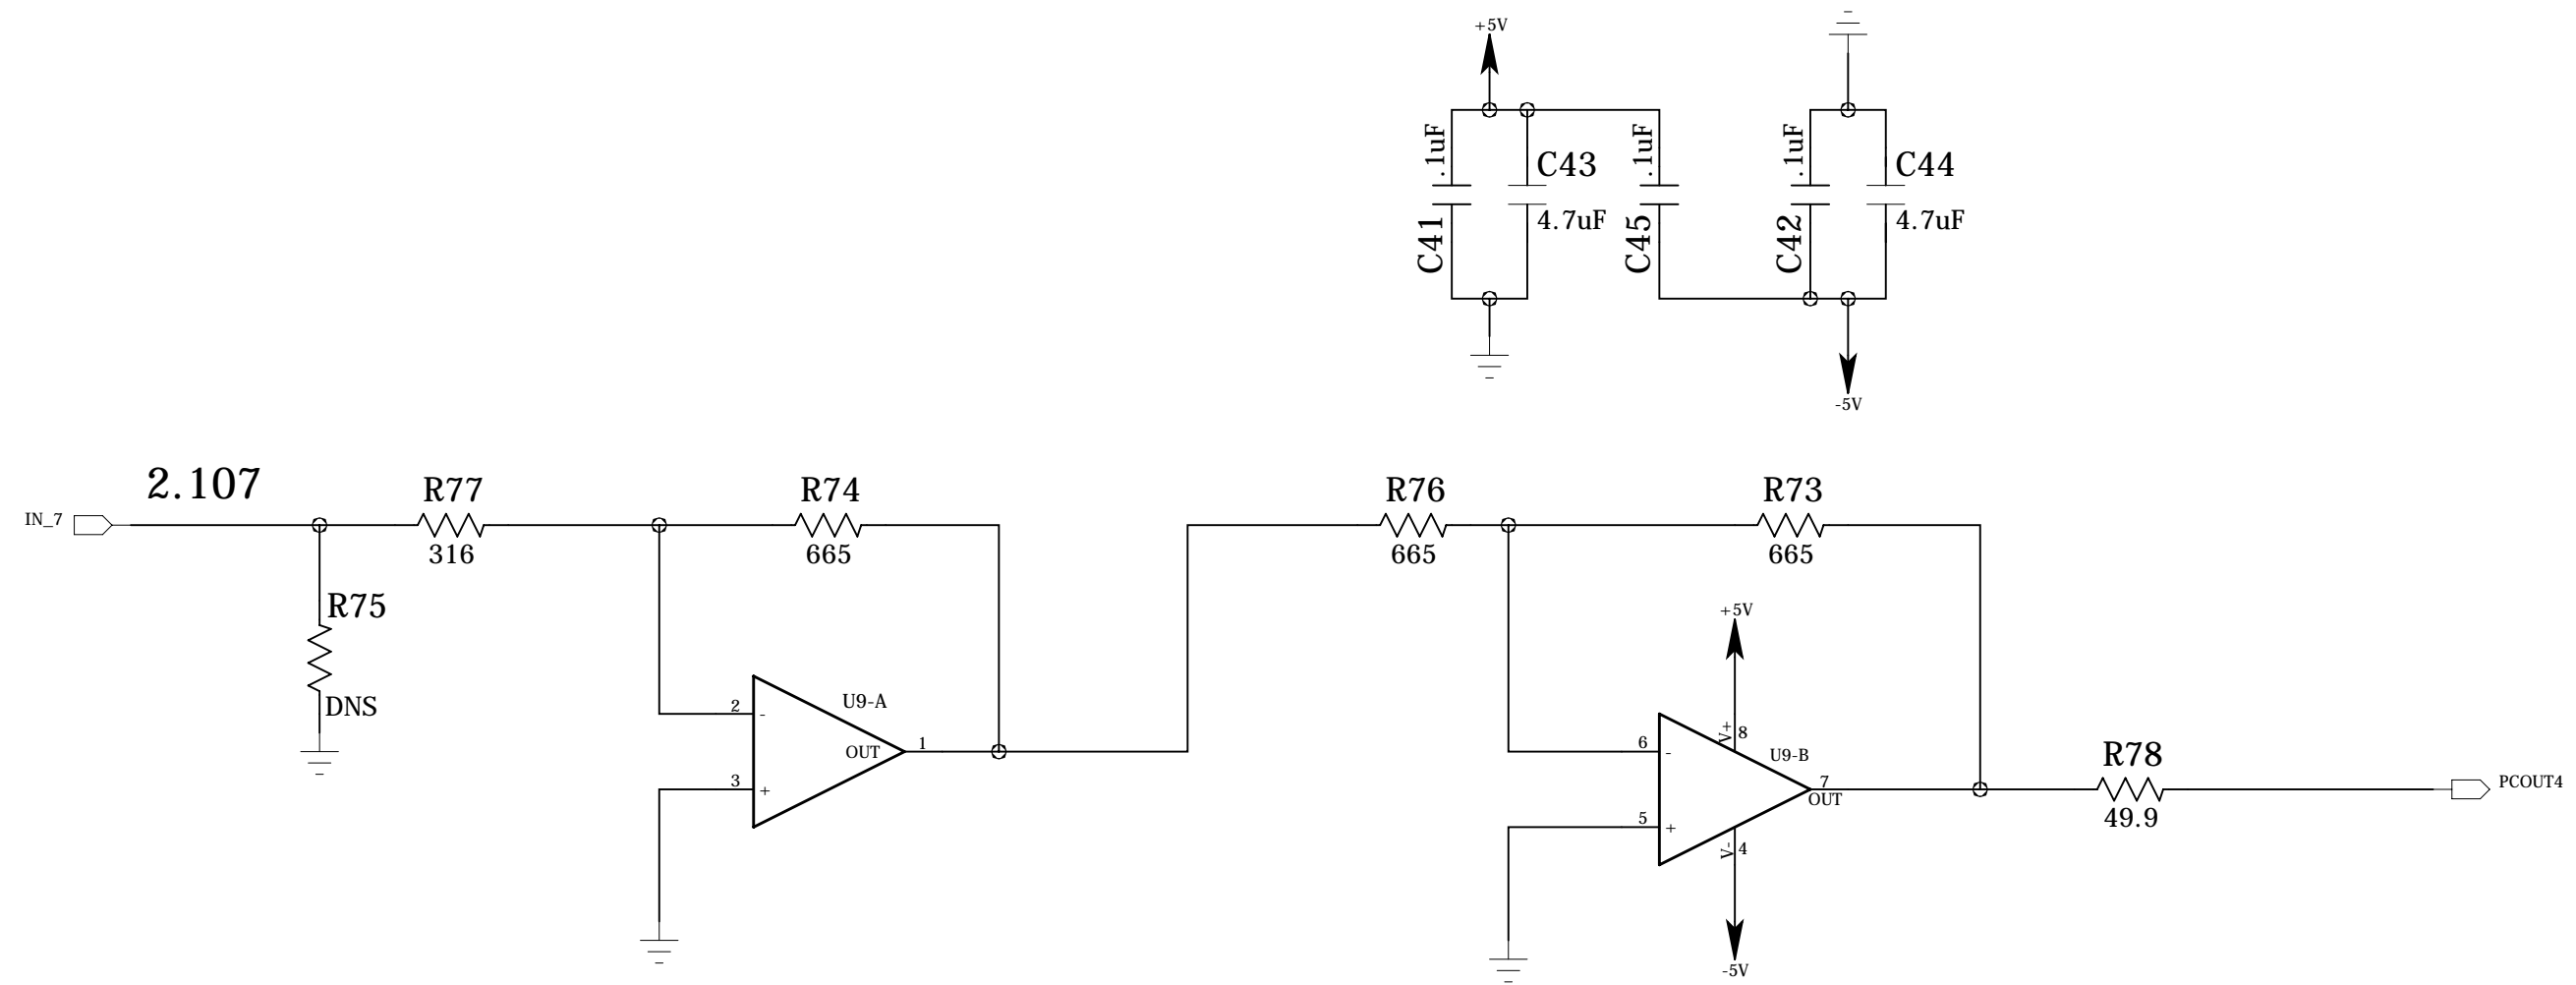 +5V
.1uF
C41
C43
4.7uF
.1uF
C45
.1uF
C42
C44
4.7uF
-5V
IN_7
2.107
R77
316
R74
665
R75
DNS
2
-
U9-A
OUT
1
3
+
R76
665
R73
665
+5V
V+
8
6
-
U9-B
7
OUT
5
+
V-
4
-5V
R78
49.9
PCOUT4